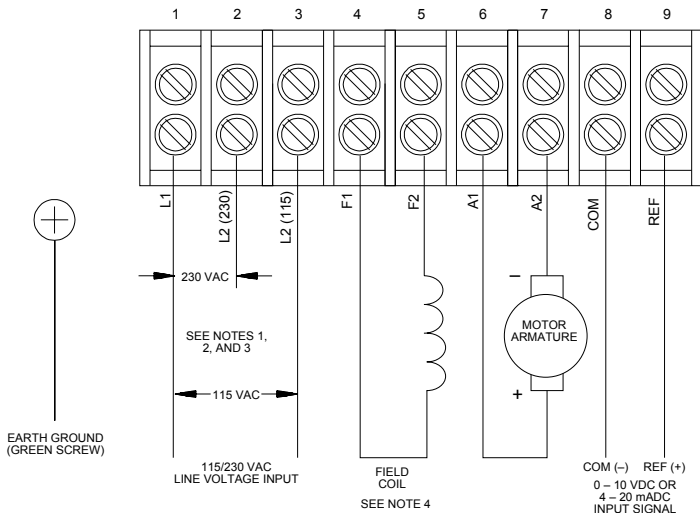 1 2 3 4 5 6 7 8 9
L1
L2 (230)
L2 (115)
F1
F2
A1
A2
COM
REF
230 VAC
SEE NOTES 1,
2, AND 3
115 VAC
–
MOTOR
ARMATURE
+
EARTH GROUND
(GREEN SCREW)
115/230 VAC
LINE VOLTAGE INPUT
FIELD
COIL
SEE NOTE 4
COM (–) REF (+)
0 – 10 VDC OR
4 – 20 mADC
INPUT SIGNAL